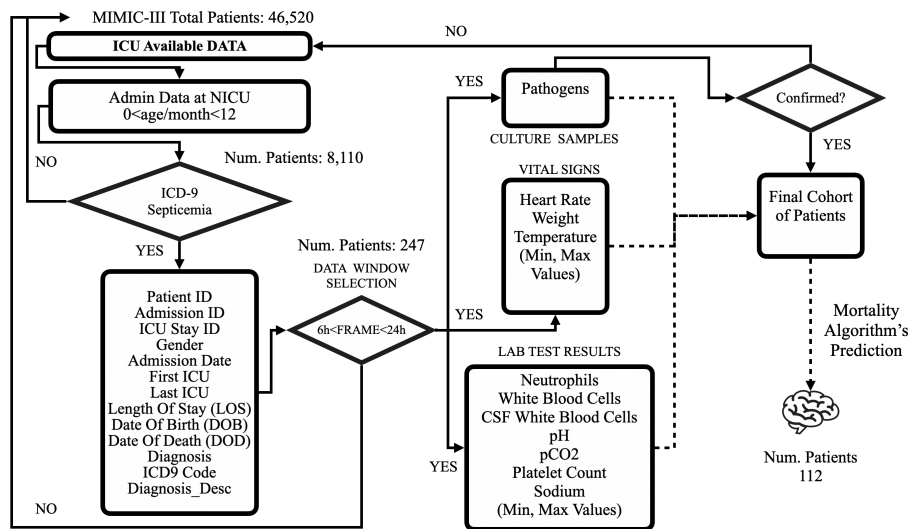 MIMIC-III Total Patients: 46,520
ICU Available DATA
Admin Data at NICU
0<age/month<12
NO
Num. Patients: 8,110
ICD-9
Septicemia
YES
Patient ID
Admission ID
ICU Stay ID
Gender
Admission Date
First ICU
Last ICU
Length Of Stay (LOS)
Date Of Birth (DOB)
Date Of Death (DOD)
Diagnosis
ICD9 Code
Diagnosis_Desc
NO
Num. Patients: 247
DATA WINDOW
SELECTION
6h<FRAME<24h
YES
Pathogens
CULTURE SAMPLES
YES
VITAL SIGNS
Heart Rate
Weight
Temperature
(Min, Max
Values)
YES
LAB TEST RESULTS
Neutrophils
White Blood Cells
CSF White Blood Cells
pH
pCO2
Platelet Count
Sodium
(Min, Max Values)
NO
Confirmed?
YES
Final Cohort
of Patients
Mortality
Algorithm's
Prediction
Num. Patients
112